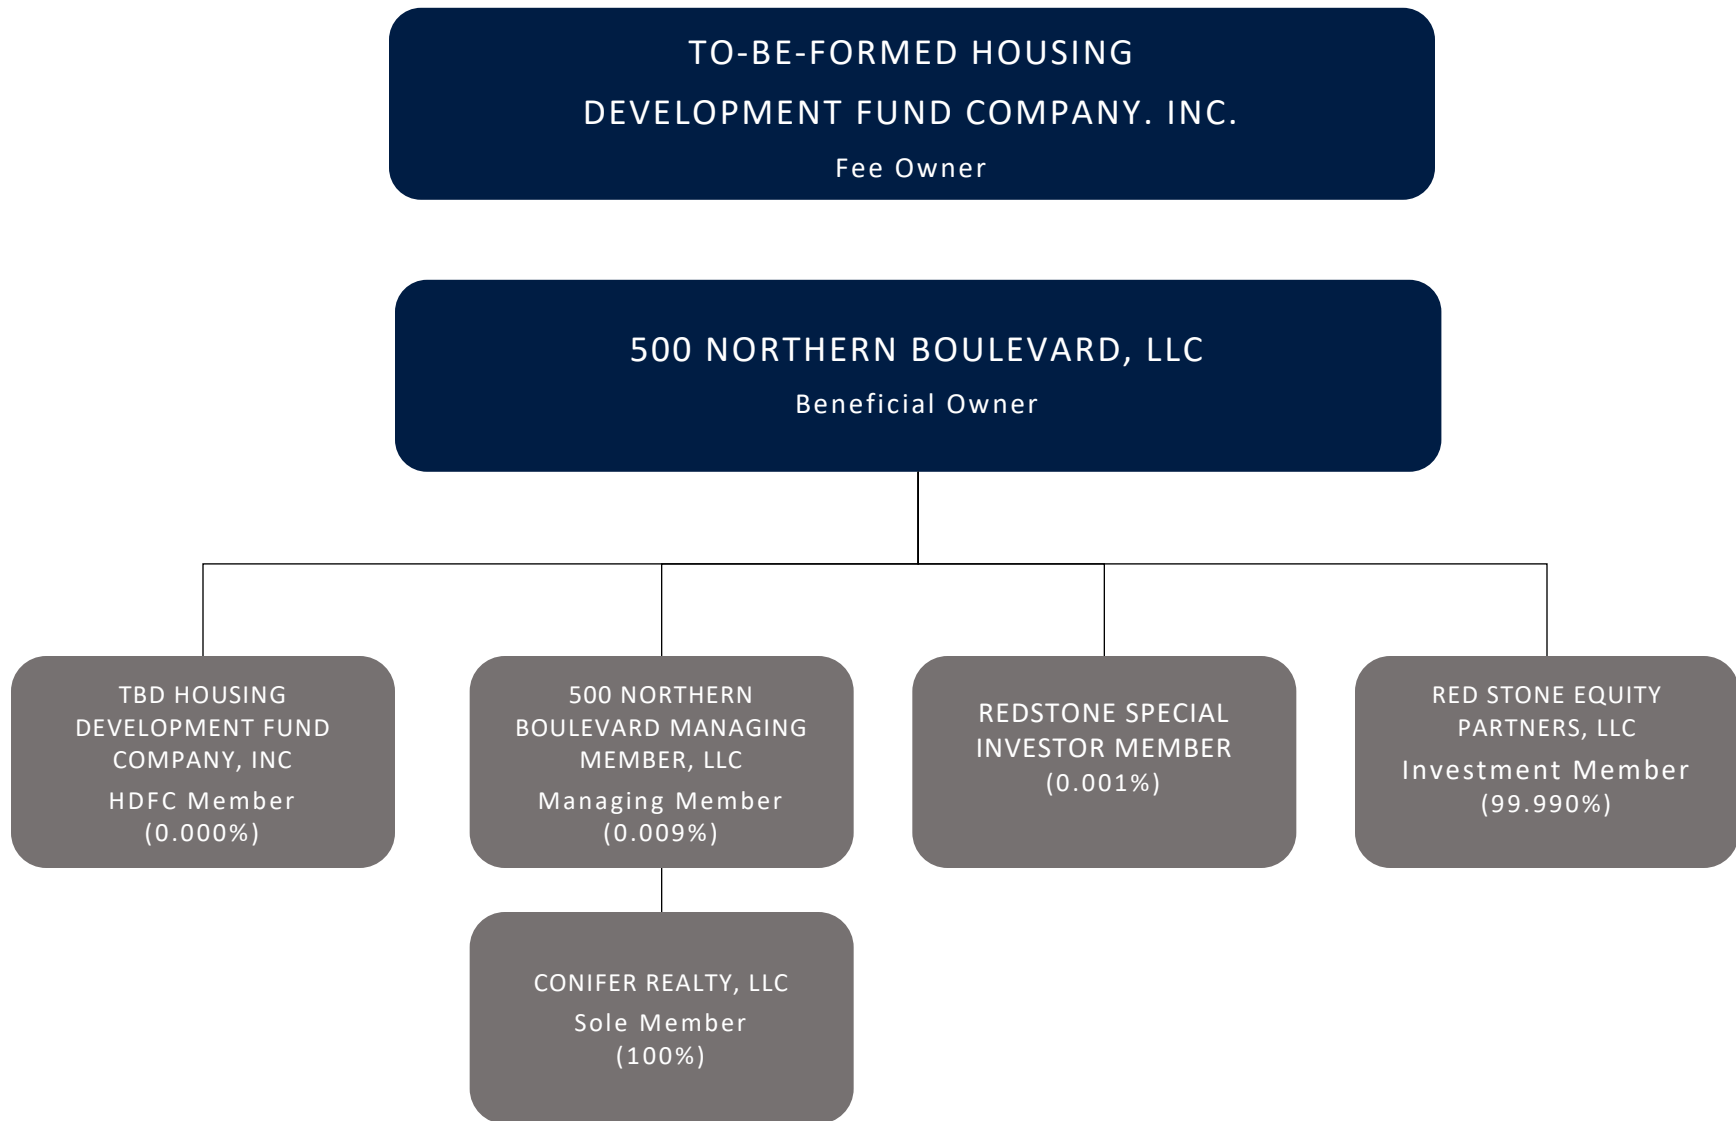 TO-BE-FORMED HOUSING
DEVELOPMENT FUND COMPANY. INC.
Fee Owner
500 NORTHERN BOULEVARD, LLC
Beneficial Owner
TBD HOUSING
DEVELOPMENT FUND
COMPANY, INC
HDFC Member
(0.000%)
500 NORTHERN
BOULEVARD MANAGING
MEMBER, LLC
Managing Member
(0.009%)
REDSTONE SPECIAL
INVESTOR MEMBER
(0.001%)
RED STONE EQUITY
PARTNERS, LLC
Investment Member
(99.990%)
CONIFER REALTY, LLC
Sole Member
(100%)